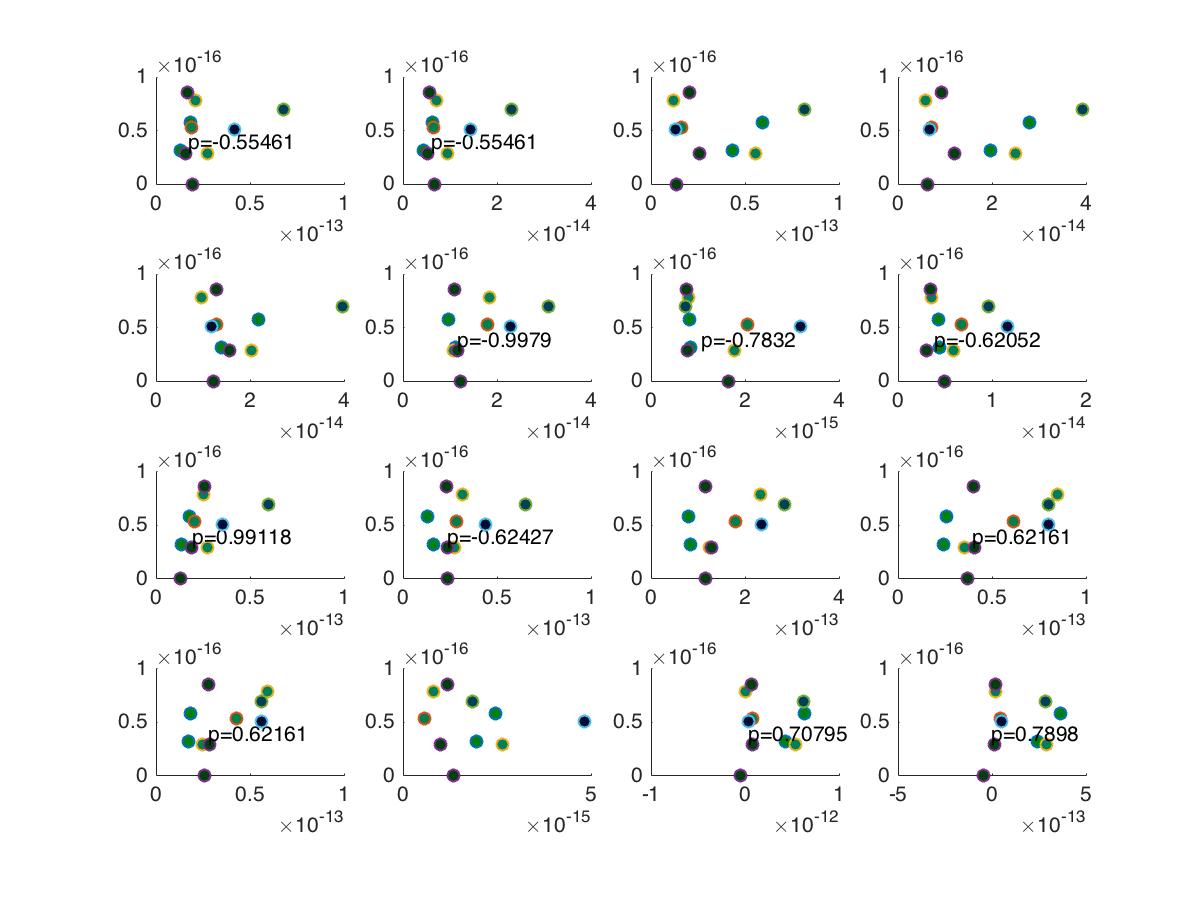 ×10-16 ×10-16 ×10-16 ×10-16
1 1 1 1
0.5 0.5 0.5 0.5
p=-0.55461 p=-0.55461
0 0 0 0
0 0.5 1 0 2 4 0 0.5 1 0 2 4
×10-13 ×10-14 ×10-13 ×10-14
×10-16 ×10-16 ×10-16 ×10-16
1 1 1 1
0.5 0.5 0.5 0.5
p=-0.9979 p=-0.7832 p=-0.62052
0 0 0 0
0 2 4 0 2 4 0 2 4 0 1 2
×10-14 ×10-14 ×10-15 ×10-14
×10-16 ×10-16 ×10-16 ×10-16
1 1 1 1
0.5 0.5 0.5 0.5
p=0.99118 p=-0.62427 p=0.62161
0 0 0 0
0 0.5 1 0 0.5 1 0 2 4 0 0.5 1
×10-13 ×10-13 ×10-13 ×10-13
×10-16 ×10-16 ×10-16 ×10-16
1 1 1 1
0.5 0.5 0.5 0.5
p=0.62161 p=0.70795 p=0.7898
0 0 0 0
0 0.5 1 0 5 -1 0 1 -5 0 5
×10-13 ×10-15 ×10-12 ×10-13